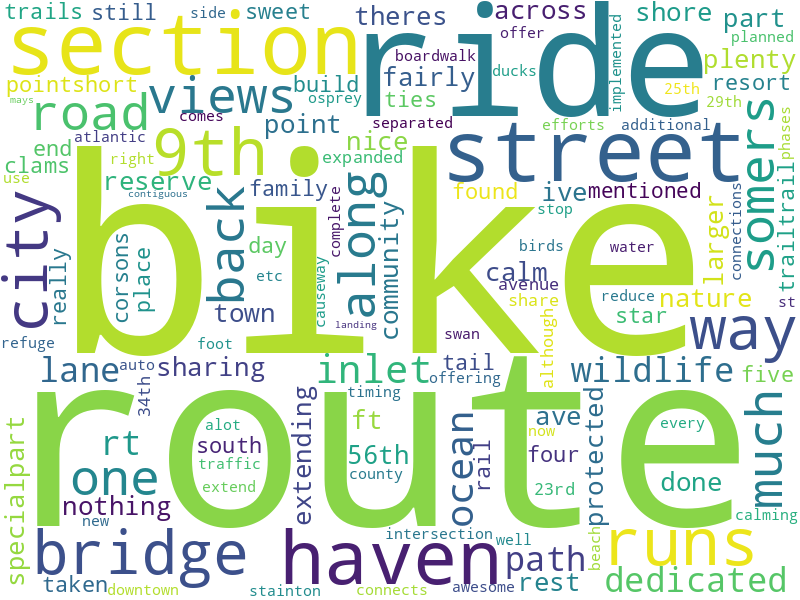 trails still side sweet theres across shore part
section ride boardwalk offer ducks implemented planned
pointshort views build osprey fairly plenty
mays road point ties separated 25th resort
atlantic comes nice street efforts additional 29th
end right 9th expanded phases
clams use reserve contiguous family along found ive mentioned larger somers trailtrail
city really corsons place back day complete community stop birds water connections
bike calm avenue
town etc causeway share reduce nature st
refuge foot landing swan although star way
lane auto sharing inlet tail offering wildlife five
34th timing
route extending ft ocean rail ave protected much
specialpart rt alot south 56th four now every done
one traffic county
nothing extend 23rd
new calming
bridge haven intersection well path beach runs
taken downtown stainton connects awesome rest dedicated